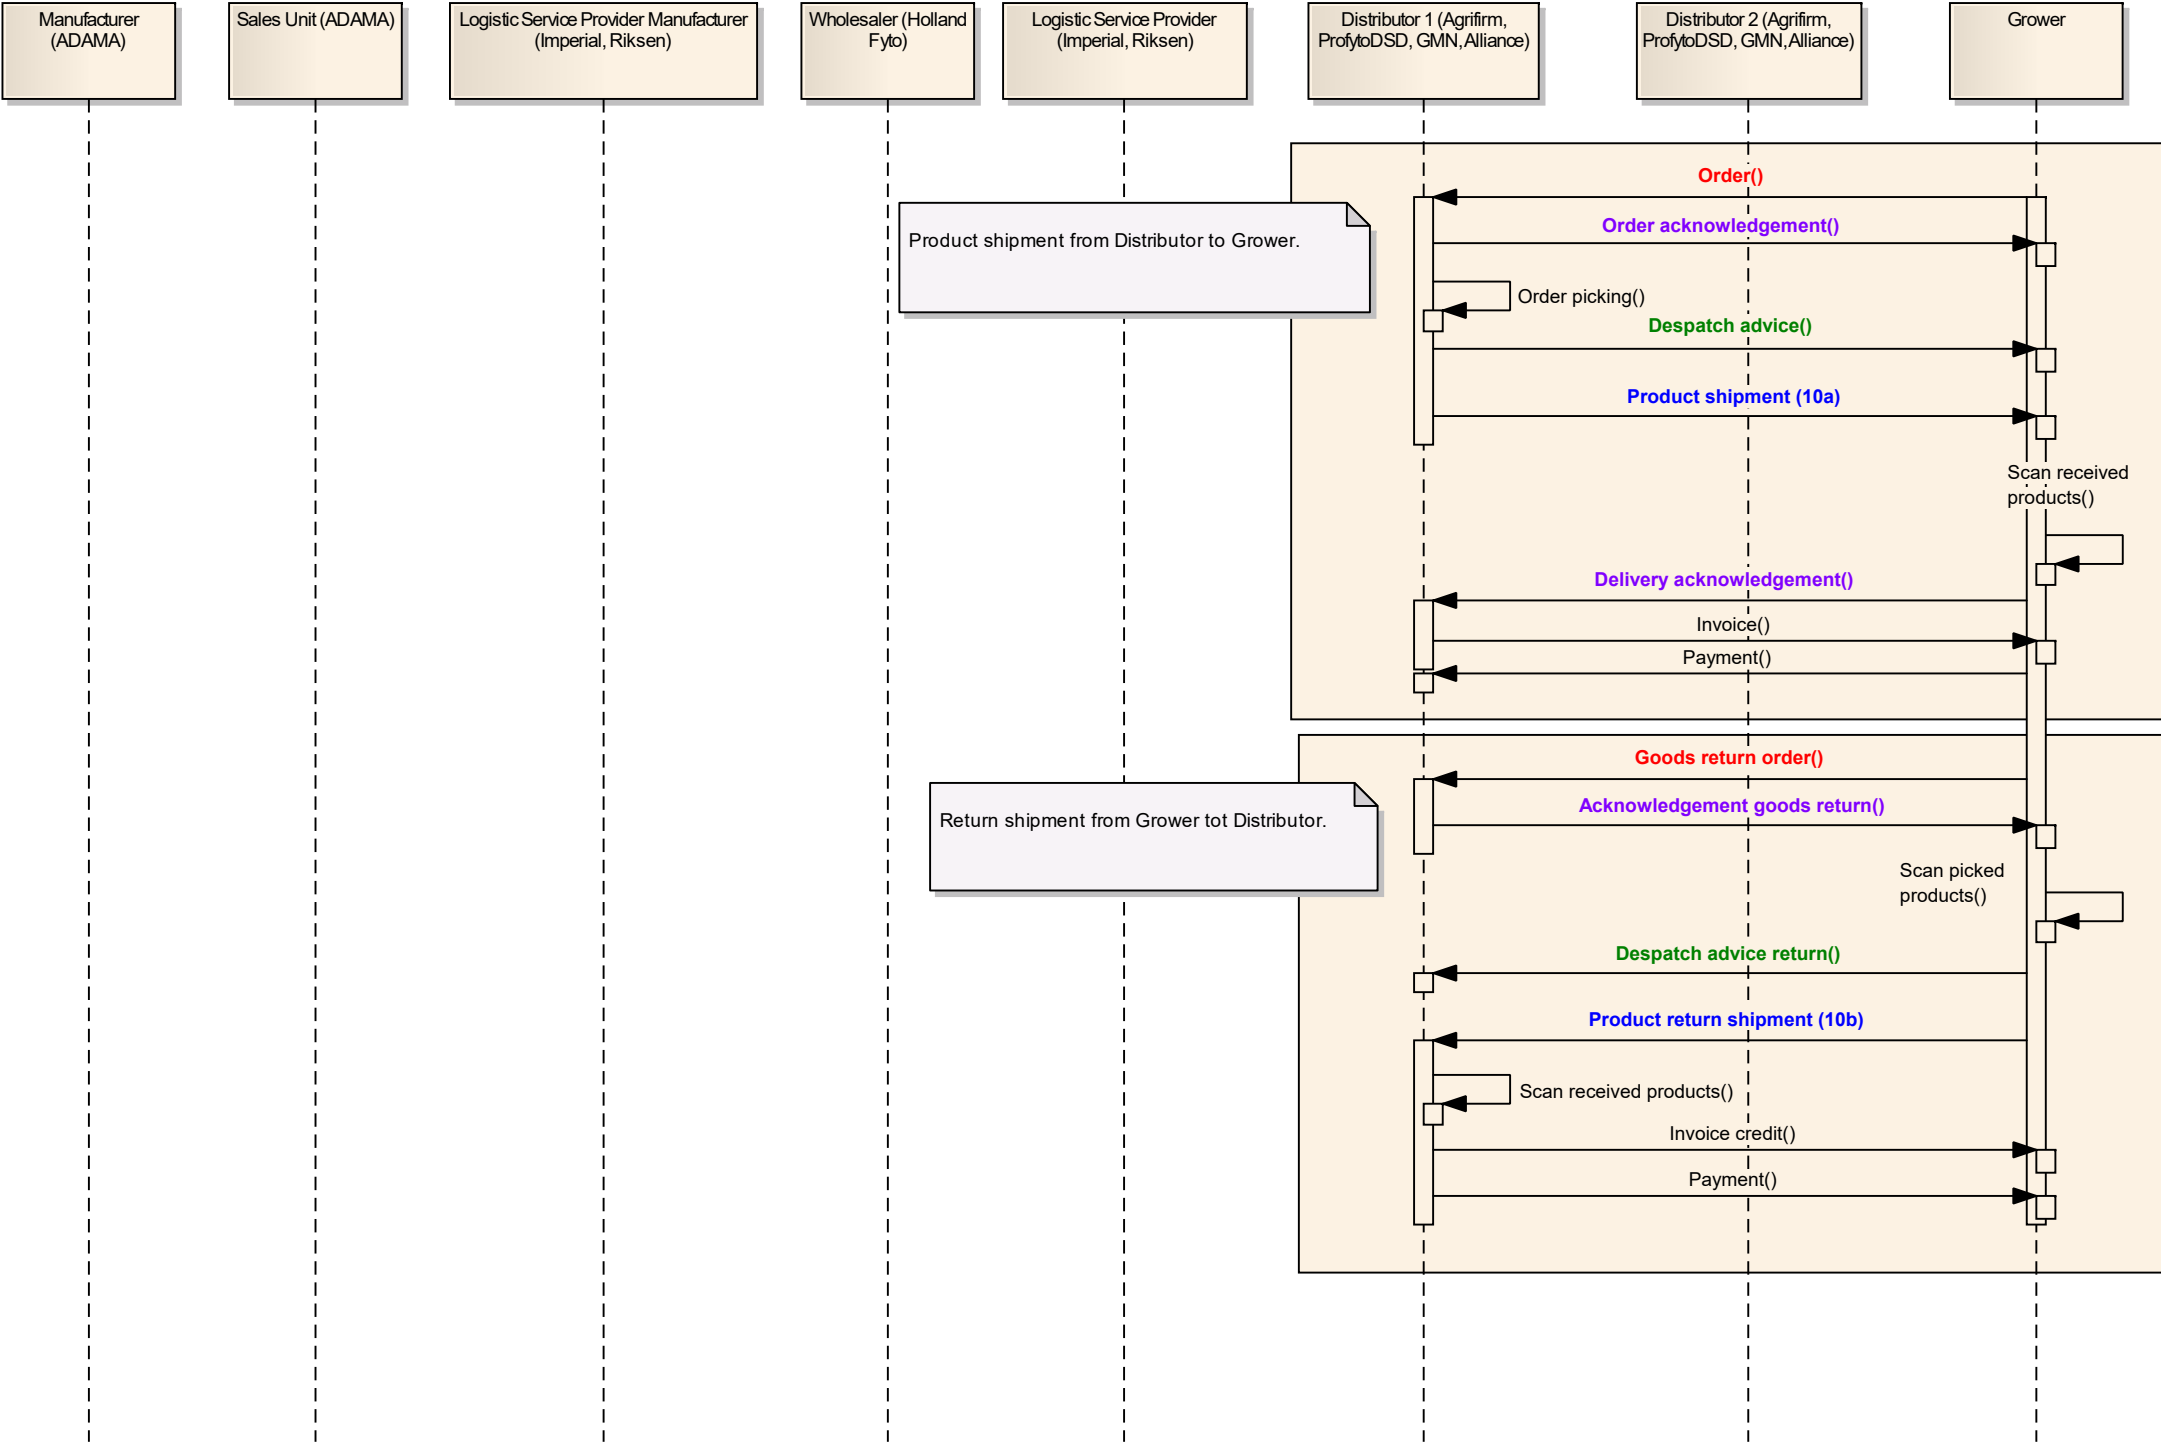 Manufacturer
(ADAMA)
Sales Unit (ADAMA)
Logistic Service Provider Manufacturer
(Imperial, Riksen)
Wholesaler (Holland
Fyto)
Logistic Service Provider
(Imperial, Riksen)
Distributor 1 (Agrifirm,
ProfytoDSD, GMN, Alliance)
Distributor 2 (Agrifirm,
ProfytoDSD, GMN, Alliance)
Grower
Order()
Product shipment from Distributor to Grower.
Order acknowledgement()
Order picking()
Despatch advice()
Product shipment (10a)
Scan received
products()
Delivery acknowledgement()
Invoice()
Payment()
Goods return order()
Return shipment from Grower tot Distributor.
Acknowledgement goods return()
Scan picked
products()
Despatch advice return()
Product return shipment (10b)
Scan received products()
Invoice credit()
Payment()